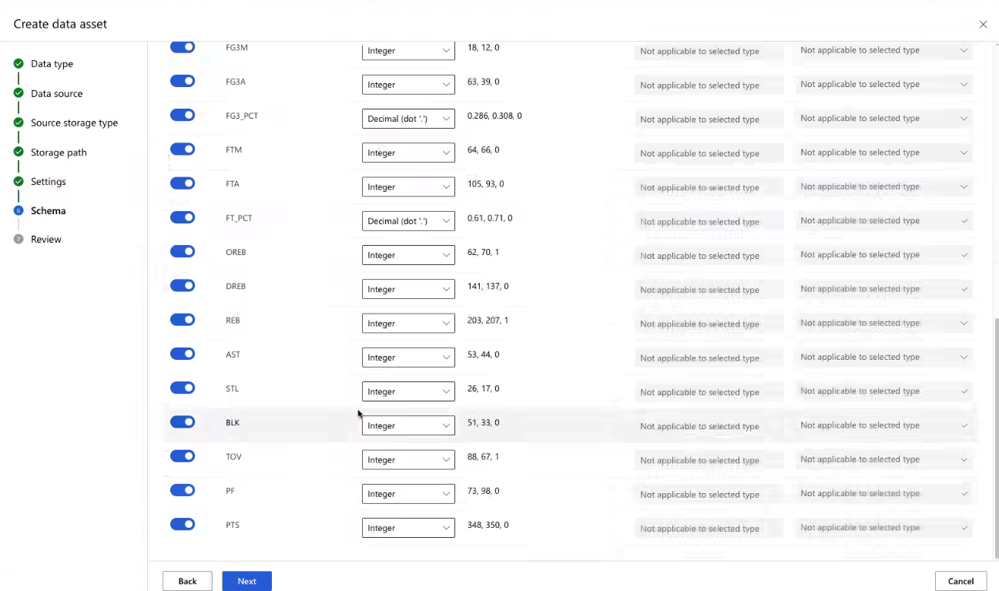 Create data asset
Data type
Data source
Source storage type
Storage path
Settings
6 Schema
7 Review
FG3M Integer 18, 12, 0 Not applicable to selected type Not applicable to selected type
FG3A Integer 63, 39, 0 Not applicable to selected type Not applicable to selected type
FG3_PCT Decimal (dot '.') 0.286, 0.308, 0 Not applicable to selected type Not applicable to selected type
FTM Integer 64, 66, 0 Not applicable to selected type Not applicable to selected type
FTA Integer 105, 93, 0 Not applicable to selected type Not applicable to selected type
FT_PCT Decimal (dot '.') 0.61, 0.71, 0 Not applicable to selected type Not applicable to selected type
OREB Integer 62, 70, 1 Not applicable to selected type Not applicable to selected type
DREB Integer 141, 137, 0 Not applicable to selected type Not applicable to selected type
REB Integer 203, 207, 1 Not applicable to selected type Not applicable to selected type
AST Integer 53, 44, 0 Not applicable to selected type Not applicable to selected type
STL Integer 26, 17, 0 Not applicable to selected type Not applicable to selected type
BLK Integer 51, 33, 0 Not applicable to selected type Not applicable to selected type
TOV Integer 88, 67, 1 Not applicable to selected type Not applicable to selected type
PF Integer 73, 98, 0 Not applicable to selected type Not applicable to selected type
PTS Integer 348, 350, 0 Not applicable to selected type Not applicable to selected type
Back Next Cancel